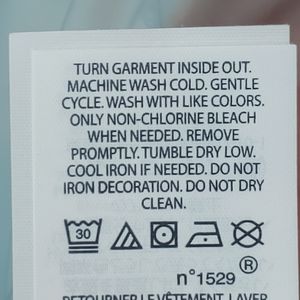 TURN GARMENT INSIDE OUT.
MACHINE WASH COLD. GENTLE
CYCLE. WASH WITH LIKE COLORS.
ONLY NON-CHLORINE BLEACH
WHEN NEEDED. REMOVE
PROMPTLY. TUMBLE DRY LOW.
COOL IRON IF NEEDED. DO NOT
IRON DECORATION. DO NOT DRY
CLEAN.
30
®
n°1529
RETOURNER LE VÊTEMENT. LAVER